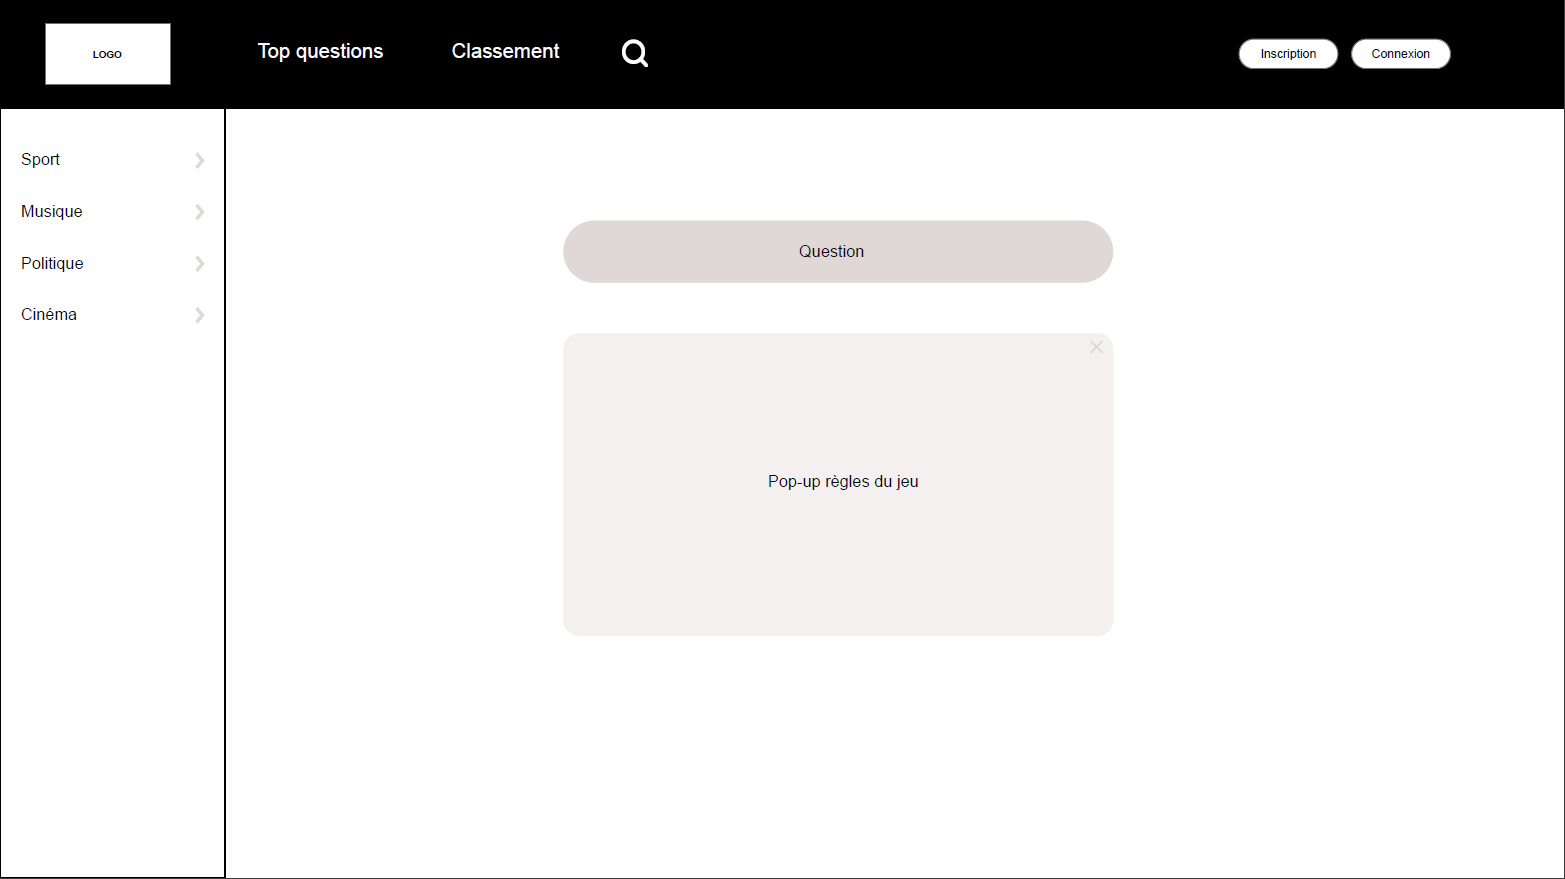 LOGO
Top questions
Classement
Inscription
Connexion
Sport
Musique
Politique
Cinéma
Question
Pop-up règles du jeu